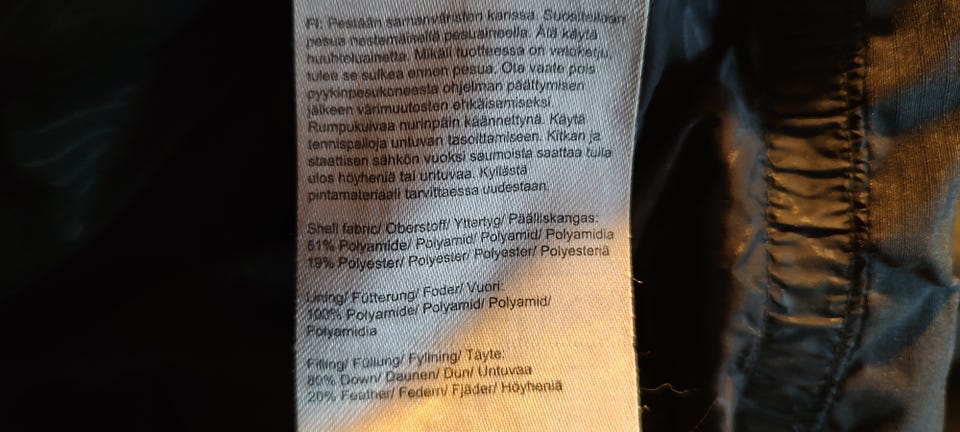 FI: Pestään samanväristen kanssa. Suositellaan
pesua nestemäisellä pesuaineella. Älä käytä
huuhteluainetta. Mikäli tuotteessa on vetoketju,
tulee se sulkea ennen pesua. Ota vaate pois
pyykinpesukoneesta ohjelman päättymisen
jälkeen värimuutosten ehkäisemiseksi.
Rumpukuivaa nurinpäin käännettynä. Käytä
tennispalloja untuvan tasoittamiseen. Kitkan ja
staattisen sähkön vuoksi saumoista saattaa tulla
ulos höyheniä tai untuvaa. Kyllästä
pintamateriaali tarvittaessa uudestaan.
Shell fabric/ Oberstoff/ Yttertyg/ Päälliskangas:
81% Polyamide/ Polyamid/ Polyamid/ Polyamidia
19% Polyester/ Polyester/ Polyester/ Polyesteriä
Lining/ Fütterung/ Foder/ Vuori:
100% Polyamide/ Polyamid/ Polyamid/
Polyamidia
Filling/ Füllung/ Fyllning/ Täyte:
80% Down/ Daunen/ Dun/ Untuvaa
20% Feather/ Federn/ Fjäder/ Höyheniä